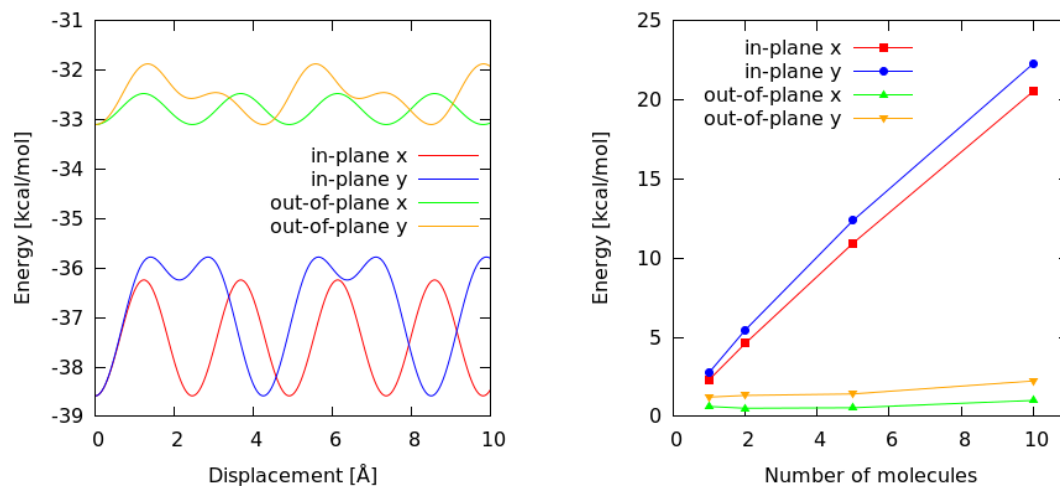 -31
-32
-33
-34
-35
-36
-37
-38
-39
Energy [kcal/mol]
in-plane x
in-plane y
out-of-plane x
out-of-plane y
0
2
4
6
8
10
Displacement [Å]
25
20
15
10
5
0
Energy [kcal/mol]
in-plane x
in-plane y
out-of-plane x
out-of-plane y
0
2
4
6
8
10
Number of molecules